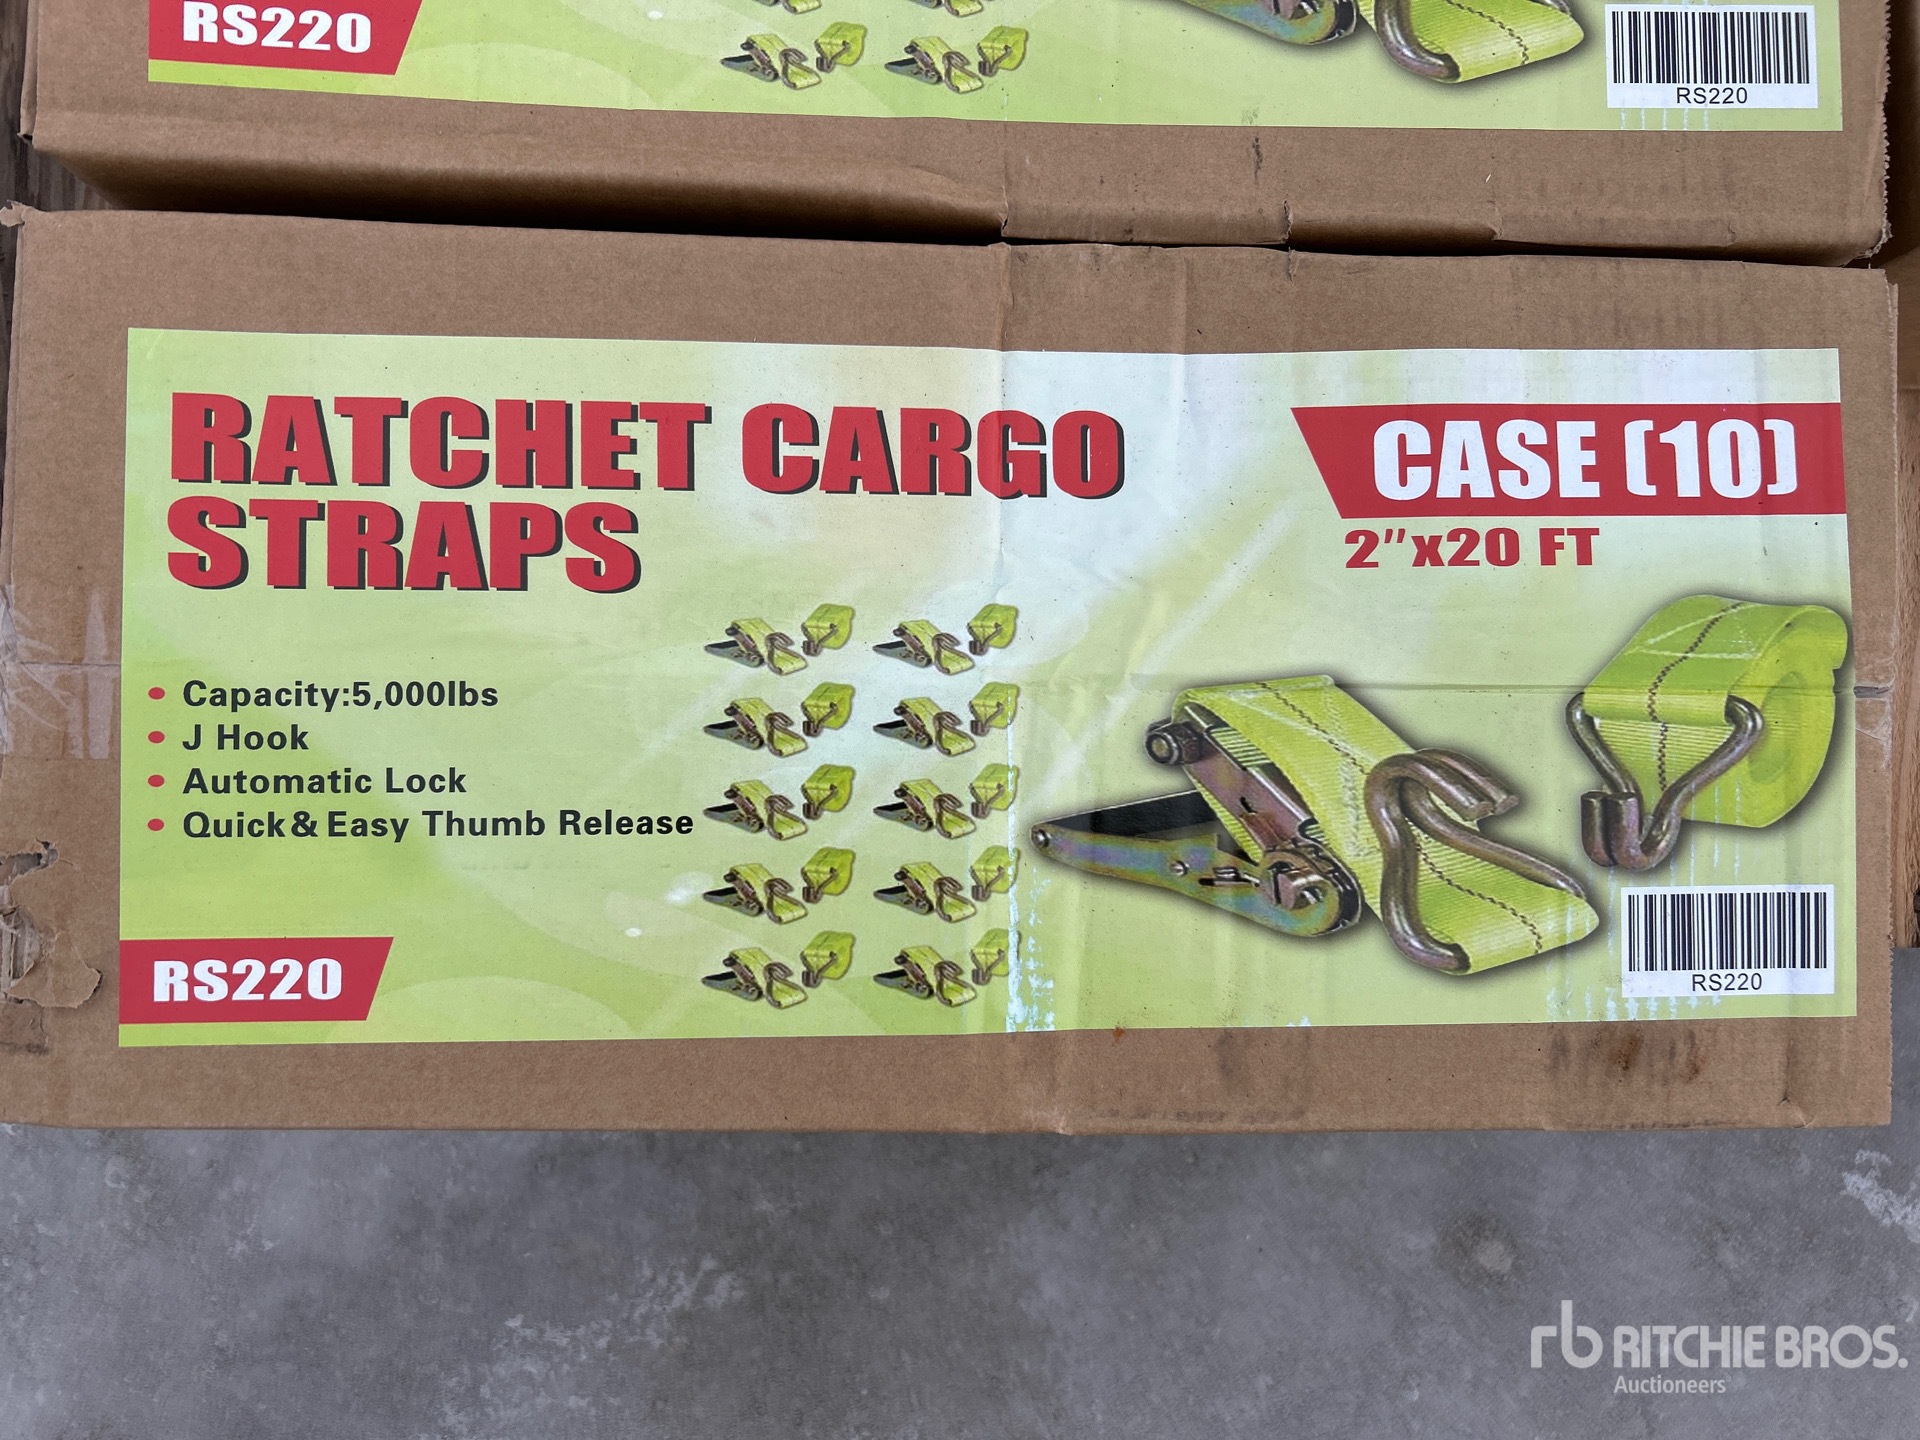 RS220
RS220
RATCHET CARGO
STRAPS
CASE (10)
2"x20 FT
• Capacity:5,000lbs
• J Hook
• Automatic Lock
• Quick & Easy Thumb Release
RS220
RS220
rb RITCHIE BROS.
Auctioneers